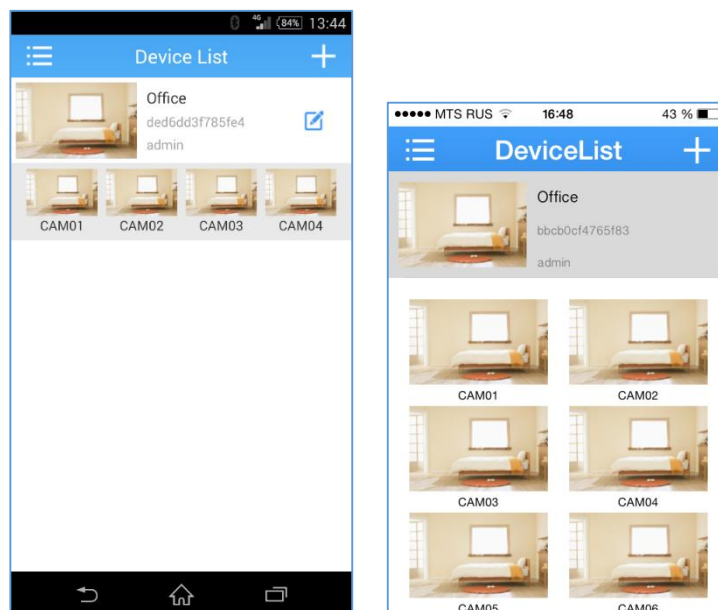 4G 84% 13:44
Device List
Office
ded6dd3f785fe4
admin
CAM01 CAM02 CAM03 CAM04
MTS RUS 16:48 43 %
DeviceList
Office
bbcb0cf4765f83
admin
CAM01 CAM02
CAM03 CAM04
CAM05 CAM06